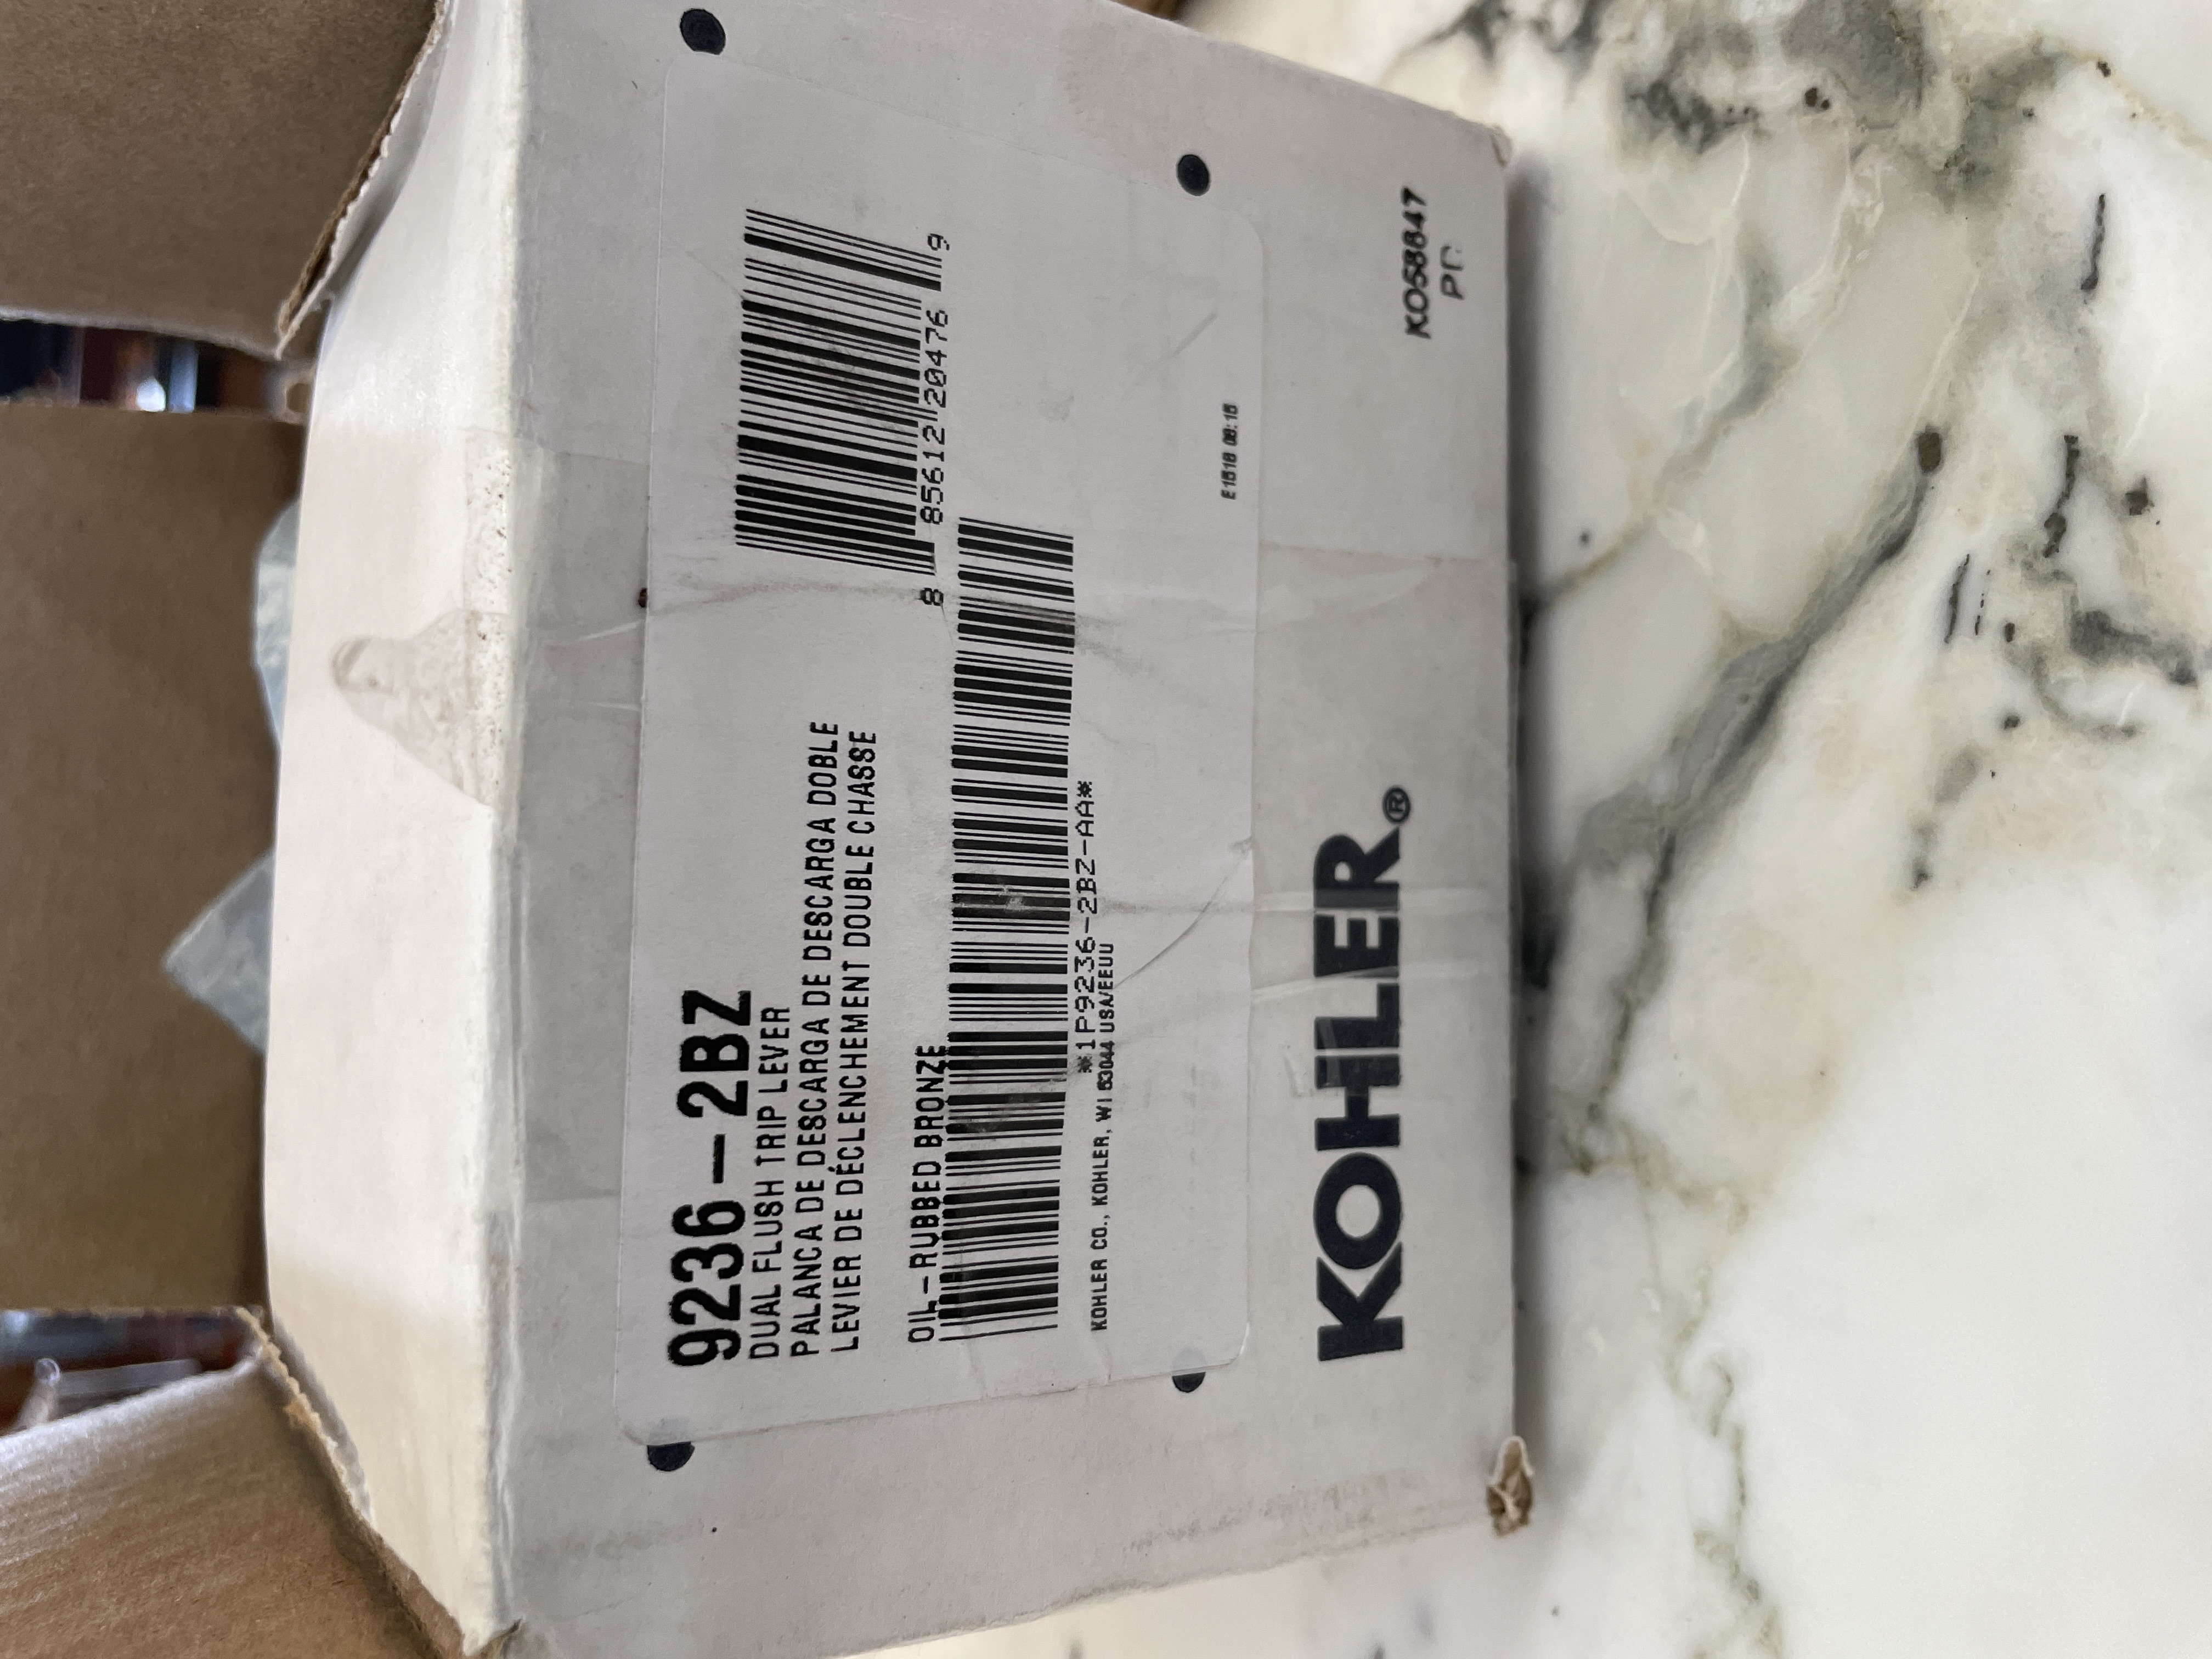 9236-2BZ
DUAL FLUSH TRIP LEVER
PALANCA DE DESCARGA DE DESCARGA DOBLE
LEVIER DE DÉCLENCHEMENT DOUBLE CHASSE
8 85612 20476 9
OIL-RUBBED BRONZE
*1P9236-2BZ-AA*
KOHLER CO., KOHLER, WI 53044 USA/EEUU
KOHLER®
KO58847